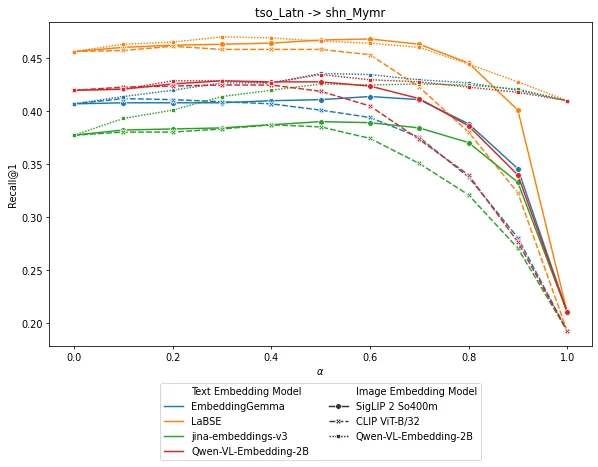 tso_Latn -> shn_Mymr
Recall@1
0.45
0.40
0.35
0.30
0.25
0.20
0.0 0.2 0.4 0.6 0.8 1.0
α
Text Embedding Model Image Embedding Model
EmbeddingGemma SigLIP 2 So400m
LaBSE CLIP ViT-B/32
jina-embeddings-v3 Qwen-VL-Embedding-2B
Qwen-VL-Embedding-2B